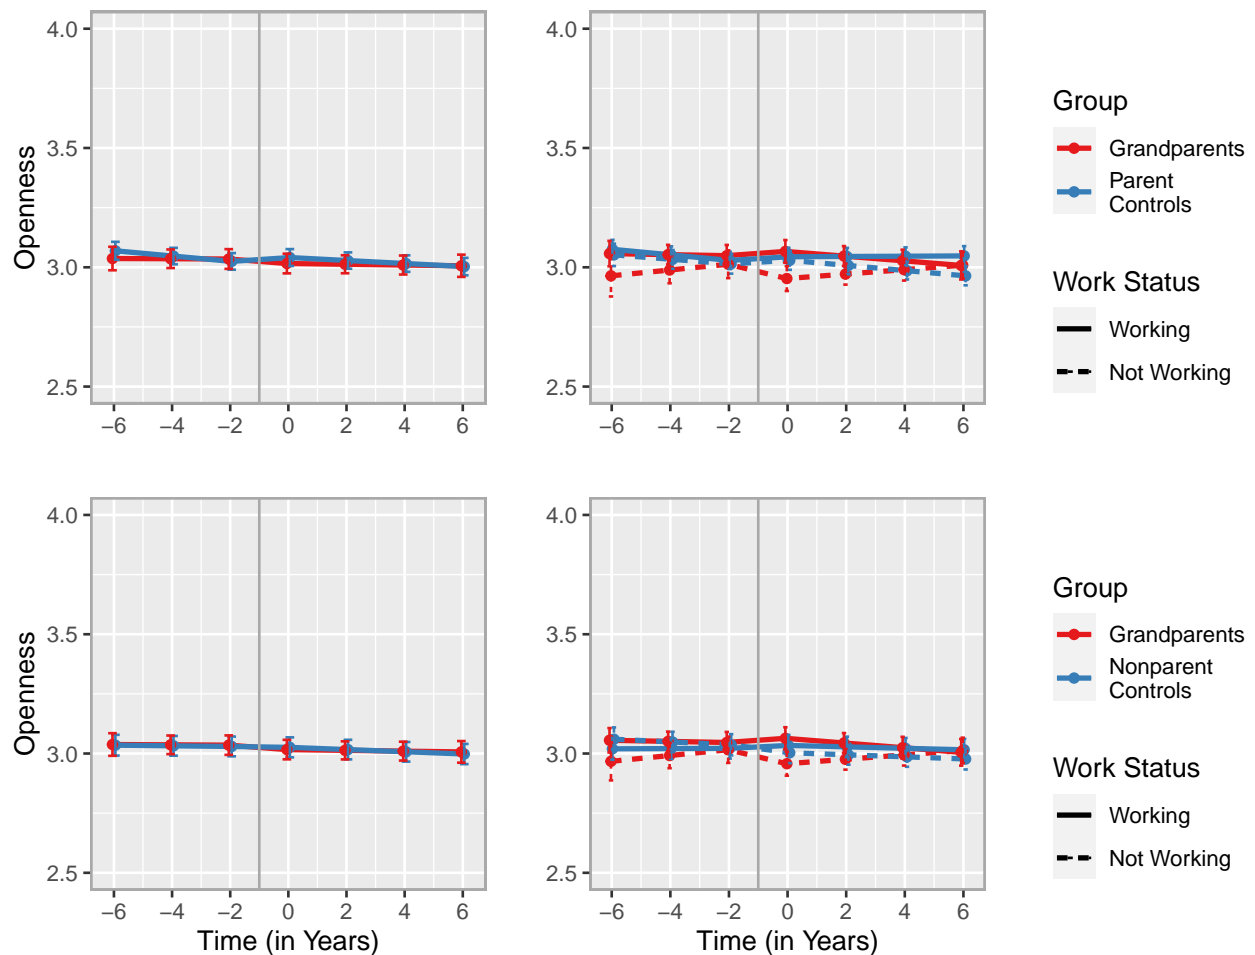 4.0
3.5
3.0
2.5
Openness
−6 −4 −2 0 2 4 6
4.0
3.5
3.0
2.5
−6 −4 −2 0 2 4 6
Group
Grandparents
Parent
Controls
Work Status
Working
Not Working
4.0
3.5
3.0
2.5
Openness
−6 −4 −2 0 2 4 6
Time (in Years)
4.0
3.5
3.0
2.5
−6 −4 −2 0 2 4 6
Time (in Years)
Group
Grandparents
Nonparent
Controls
Work Status
Working
Not Working